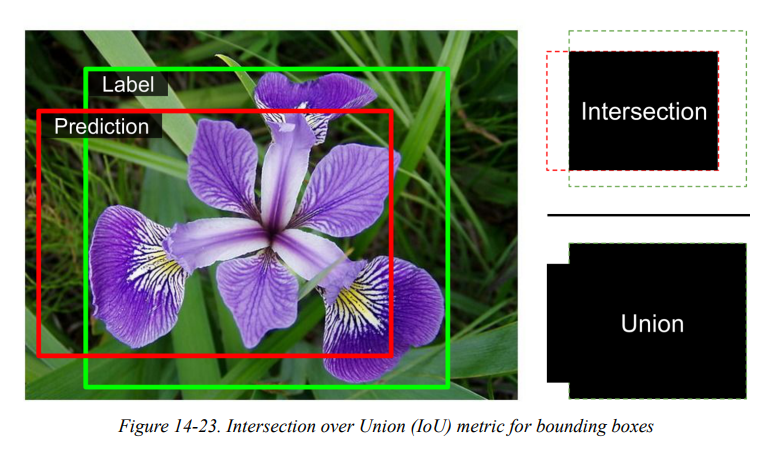 Label
Prediction
Intersection
Union
Figure 14-23. Intersection over Union (IoU) metric for bounding boxes